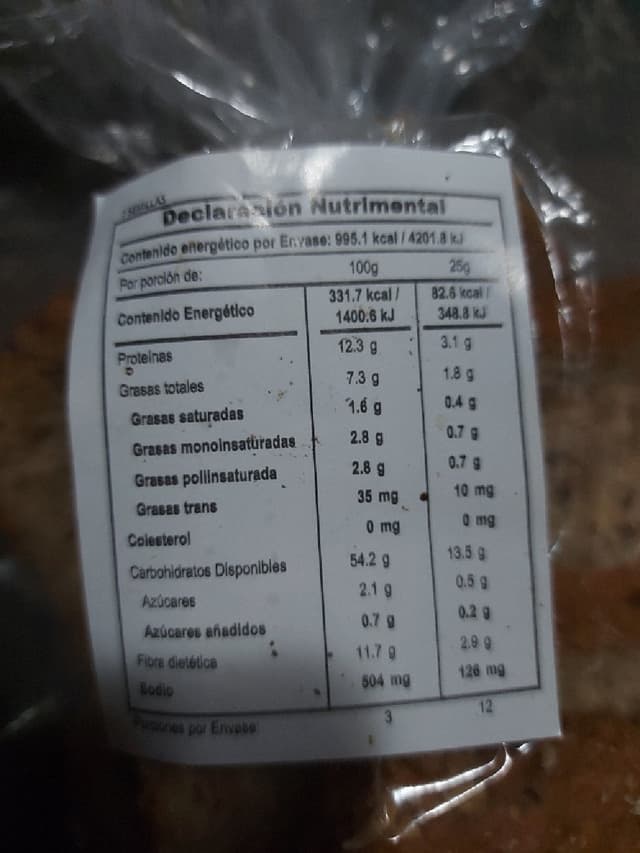 Declaración Nutrimental
Contenido energético por Envase: 995.1 kcal / 4201.8 kJ
Por porción de: 100g 25g
Contenido Energético 331.7 kcal / 1400.6 kJ 82.6 kcal / 348.8 kJ
Proteínas 12.3 g 3.1 g
Grasas totales 7.3 g 1.8 g
Grasas saturadas 1.6 g 0.4 g
Grasas monoinsaturadas 2.8 g 0.7 g
Grasas poliinsaturada 2.8 g 0.7 g
Grasas trans 35 mg 10 mg
Colesterol 0 mg 0 mg
Carbohidratos Disponibles 54.2 g 13.5 g
Azúcares 2.1 g 0.5 g
Azúcares añadidos 0.7 g 0.2 g
Fibra dietética 11.7 g 2.9 g
Sodio 504 mg 126 mg
Porciones por Envase: 3 12